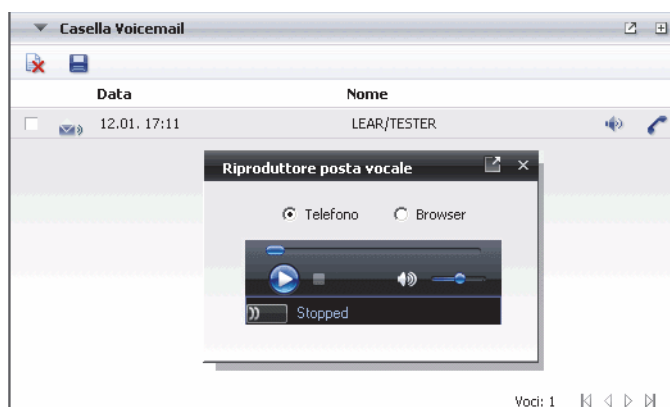 Casella Voicemail
Data Nome
12.01. 17:11 LEAR/TESTER
Riproduttore posta vocale
Telefono Browser
Stopped
Voci: 1